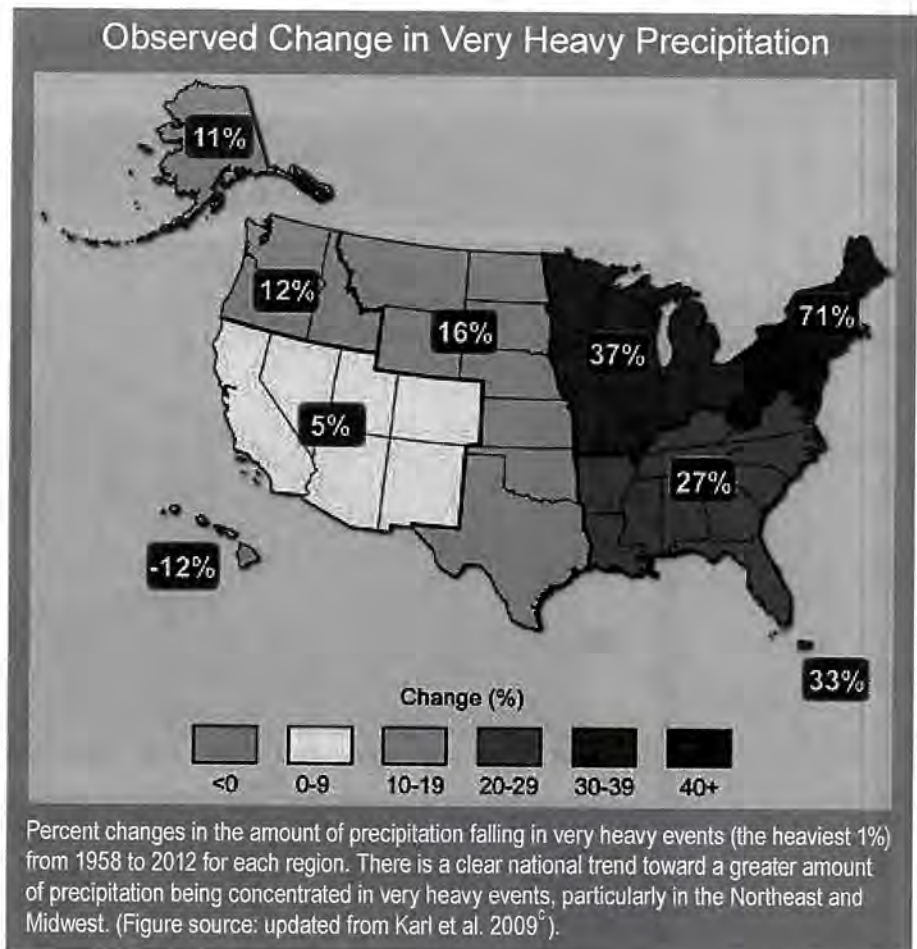 Observed Change in Very Heavy Precipitation
11%
12%
16%
37%
71%
5%
27%
-12%
33%
Change (%)
<0 0-9 10-19 20-29 30-39 40+
Percent changes in the amount of precipitation falling in very heavy events (the heaviest 1%)
from 1958 to 2012 for each region. There is a clear national trend toward a greater amount
of precipitation being concentrated in very heavy events, particularly in the Northeast and
Midwest. (Figure source: updated from Karl et al. 2009ᶜ).